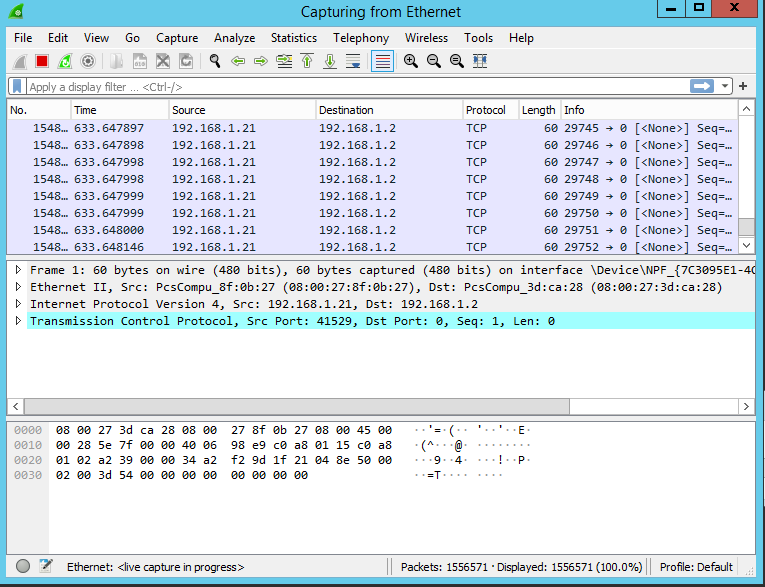 Capturing from Ethernet
File Edit View Go Capture Analyze Statistics Telephony Wireless Tools Help
Apply a display filter ... <Ctrl-/>
No. Time Source Destination Protocol Length Info
1548... 633.647897 192.168.1.21 192.168.1.2 TCP 60 29745 → 0 [<None>] Seq=...
1548... 633.647898 192.168.1.21 192.168.1.2 TCP 60 29746 → 0 [<None>] Seq=...
1548... 633.647998 192.168.1.21 192.168.1.2 TCP 60 29747 → 0 [<None>] Seq=...
1548... 633.647998 192.168.1.21 192.168.1.2 TCP 60 29748 → 0 [<None>] Seq=...
1548... 633.647999 192.168.1.21 192.168.1.2 TCP 60 29749 → 0 [<None>] Seq=...
1548... 633.647999 192.168.1.21 192.168.1.2 TCP 60 29750 → 0 [<None>] Seq=...
1548... 633.648000 192.168.1.21 192.168.1.2 TCP 60 29751 → 0 [<None>] Seq=...
1548... 633.648146 192.168.1.21 192.168.1.2 TCP 60 29752 → 0 [<None>] Seq=...
Frame 1: 60 bytes on wire (480 bits), 60 bytes captured (480 bits) on interface \Device\NPF_{7C3095E1-4C
Ethernet II, Src: PcsCompu_8f:0b:27 (08:00:27:8f:0b:27), Dst: PcsCompu_3d:ca:28 (08:00:27:3d:ca:28)
Internet Protocol Version 4, Src: 192.168.1.21, Dst: 192.168.1.2
Transmission Control Protocol, Src Port: 41529, Dst Port: 0, Seq: 1, Len: 0
0000 08 00 27 3d ca 28 08 00 27 8f 0b 27 08 00 45 00 ··'=·(·· '··'··E·
0010 00 28 5e 7f 00 00 40 06 98 e9 c0 a8 01 15 c0 a8 ·(^···@· ········
0020 01 02 a2 39 00 00 34 a2 f2 9d 1f 21 04 8e 50 00 ···9··4· ···!··P·
0030 02 00 3d 54 00 00 00 00 00 00 00 00 ··=T···· ····
Ethernet: <live capture in progress> Packets: 1556571 · Displayed: 1556571 (100.0%) Profile: Default